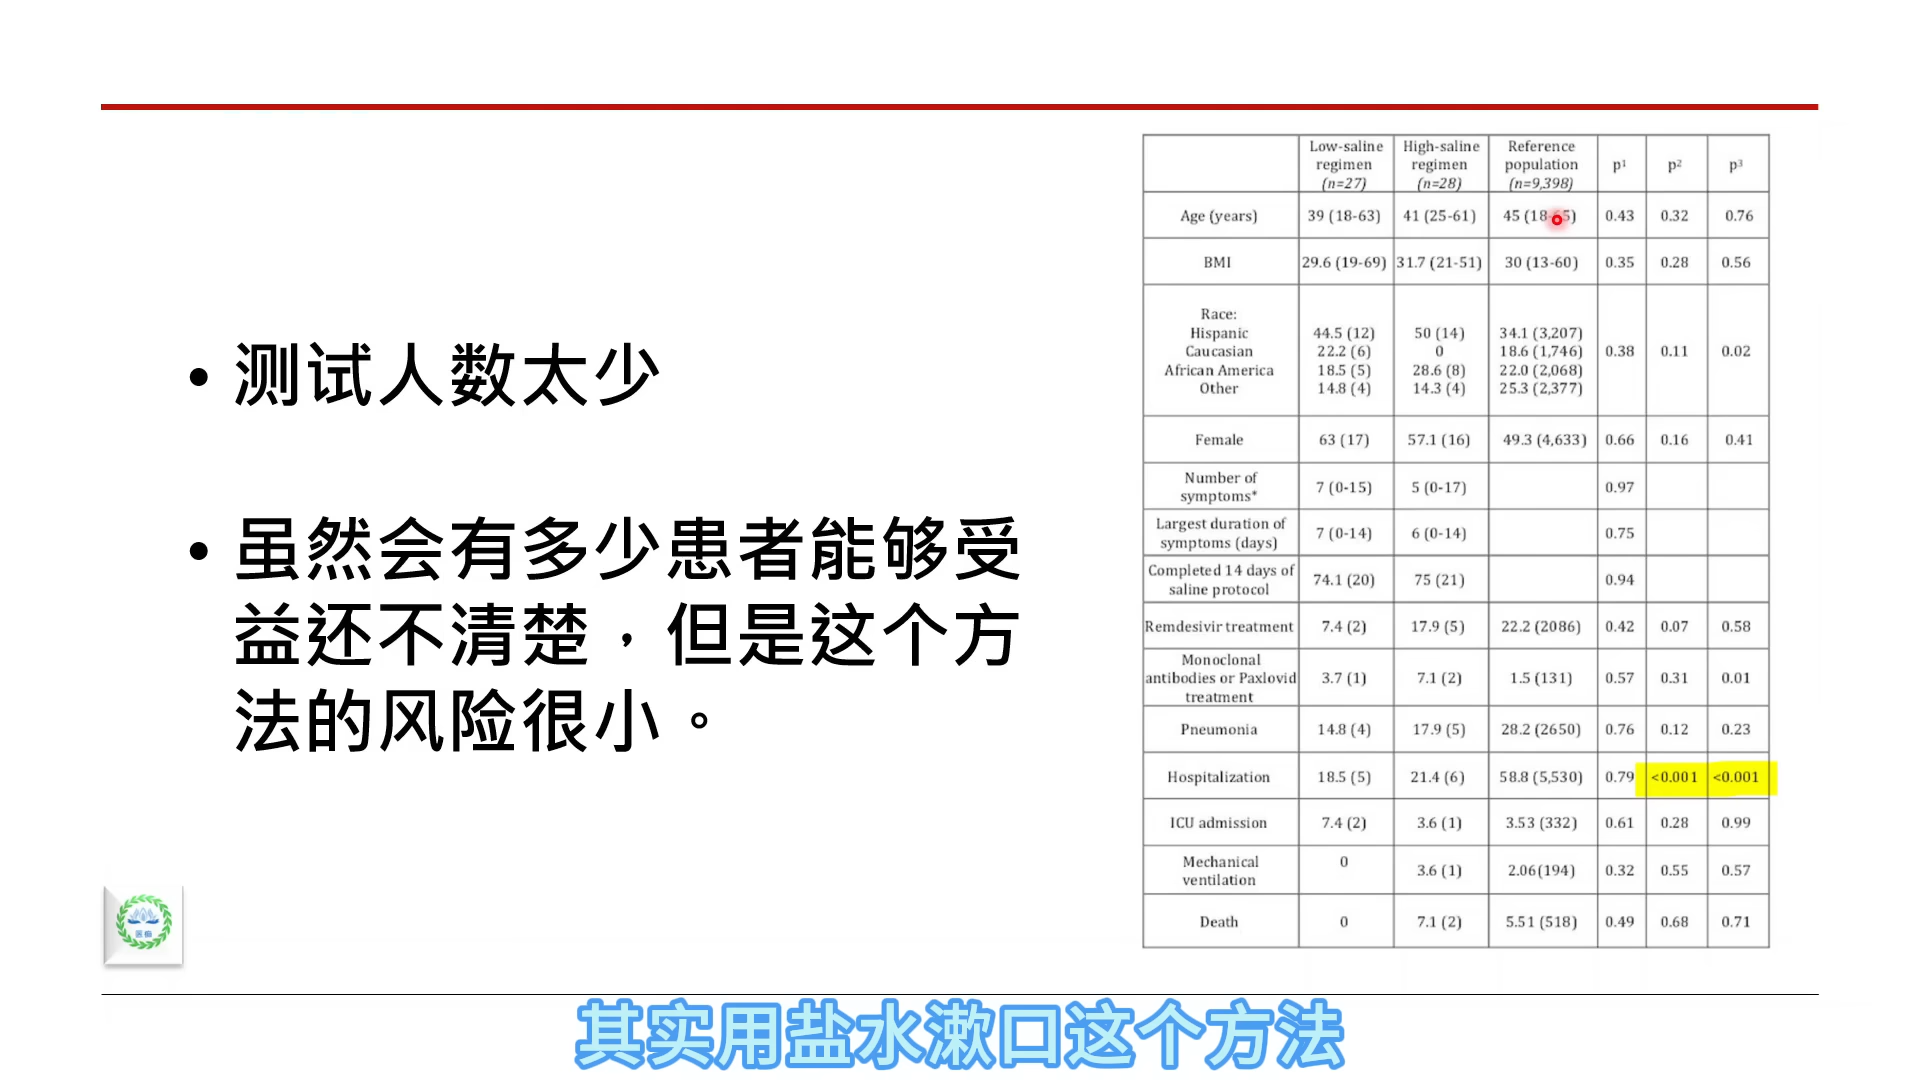 • 测试人数太少
• 虽然会有多少患者能够受
益还不清楚，但是这个方
法的风险很小。
Low-saline regimen (n=27) High-saline regimen (n=28) Reference population (n=9,398) p¹ p² p³
Age (years) 39 (18-63) 41 (25-61) 45 (18-65) 0.43 0.32 0.76
BMI 29.6 (19-69) 31.7 (21-51) 30 (13-60) 0.35 0.28 0.56
Race:
Hispanic 44.5 (12) 50 (14) 34.1 (3,207)
Caucasian 22.2 (6) 0 18.6 (1,746) 0.38 0.11 0.02
African America 18.5 (5) 28.6 (8) 22.0 (2,068)
Other 14.8 (4) 14.3 (4) 25.3 (2,377)
Female 63 (17) 57.1 (16) 49.3 (4,633) 0.66 0.16 0.41
Number of symptoms* 7 (0-15) 5 (0-17) 0.97
Largest duration of symptoms (days) 7 (0-14) 6 (0-14) 0.75
Completed 14 days of saline protocol 74.1 (20) 75 (21) 0.94
Remdesivir treatment 7.4 (2) 17.9 (5) 22.2 (2086) 0.42 0.07 0.58
Monoclonal antibodies or Paxlovid treatment 3.7 (1) 7.1 (2) 1.5 (131) 0.57 0.31 0.01
Pneumonia 14.8 (4) 17.9 (5) 28.2 (2650) 0.76 0.12 0.23
Hospitalization 18.5 (5) 21.4 (6) 58.8 (5,530) 0.79 <0.001 <0.001
ICU admission 7.4 (2) 3.6 (1) 3.53 (332) 0.61 0.28 0.99
Mechanical ventilation 0 3.6 (1) 2.06(194) 0.32 0.55 0.57
Death 0 7.1 (2) 5.51 (518) 0.49 0.68 0.71
其实用盐水漱口这个方法